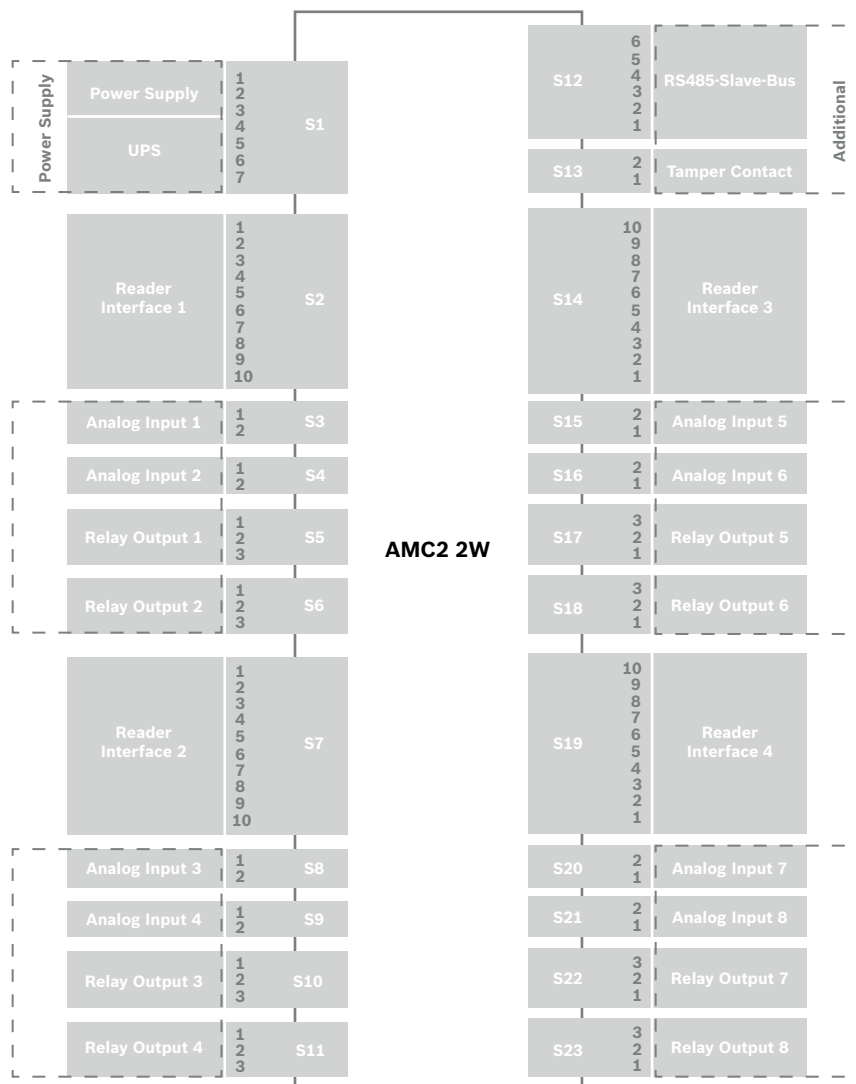 Power Supply
Power Supply
UPS
1
2
3
4
5
6
7
S1
Reader
Interface 1
1
2
3
4
5
6
7
8
9
10
S2
Analog Input 1
1
2
S3
Analog Input 2
1
2
S4
Relay Output 1
1
2
3
S5
Relay Output 2
1
2
3
S6
Reader
Interface 2
1
2
3
4
5
6
7
8
9
10
S7
Analog Input 3
1
2
S8
Analog Input 4
1
2
S9
Relay Output 3
1
2
3
S10
Relay Output 4
1
2
3
S11
AMC2 2W
S12
6
5
4
3
2
1
RS485-Slave-Bus
Additional
S13
2
1
Tamper Contact
S14
10
9
8
7
6
5
4
3
2
1
Reader
Interface 3
S15
2
1
Analog Input 5
S16
2
1
Analog Input 6
S17
3
2
1
Relay Output 5
S18
3
2
1
Relay Output 6
S19
10
9
8
7
6
5
4
3
2
1
Reader
Interface 4
S20
2
1
Analog Input 7
S21
2
1
Analog Input 8
S22
3
2
1
Relay Output 7
S23
3
2
1
Relay Output 8